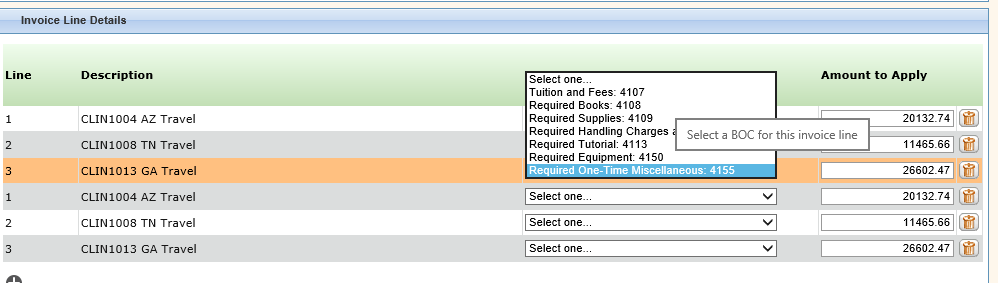 Invoice Line Details
Line Description Amount to Apply
Select one...
Tuition and Fees: 4107
Required Books: 4108
1 CLIN1004 AZ Travel Required Supplies: 4109 20132.74
Required Handling Charges
Select a BOC for this invoice line
2 CLIN1008 TN Travel Required Tutorial: 4113 11465.66
Required Equipment: 4150
3 CLIN1013 GA Travel Required One-Time Miscellaneous: 4155 26602.47
1 CLIN1004 AZ Travel Select one... 20132.74
2 CLIN1008 TN Travel Select one... 11465.66
3 CLIN1013 GA Travel Select one... 26602.47